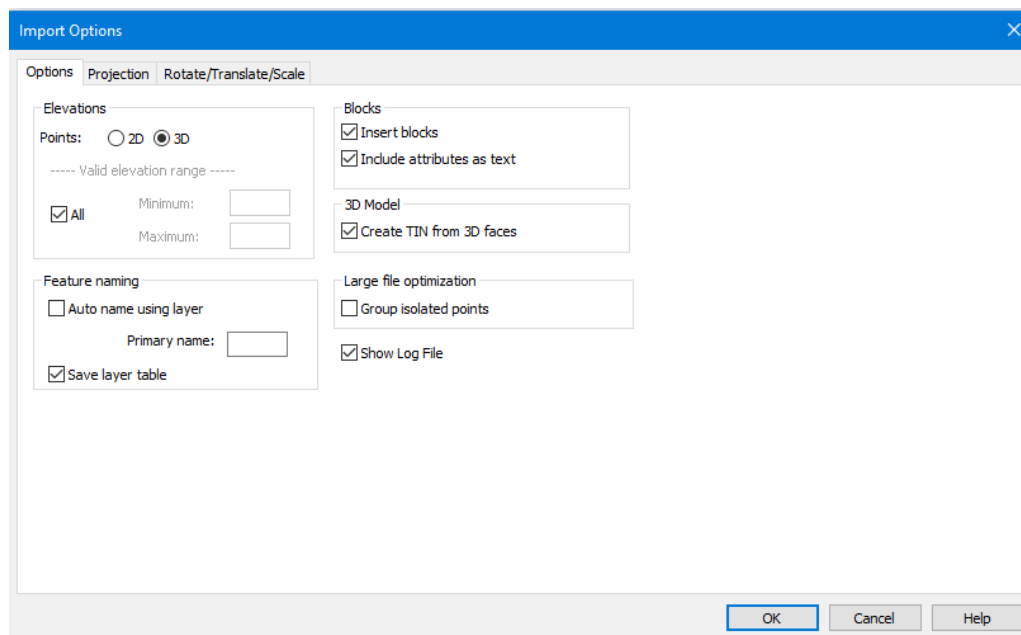 Import Options
Options Projection Rotate/Translate/Scale
Elevations
Points: 2D 3D
----- Valid elevation range -----
All
Minimum:
Maximum:
Feature naming
Auto name using layer
Primary name:
Save layer table
Blocks
Insert blocks
Include attributes as text
3D Model
Create TIN from 3D faces
Large file optimization
Group isolated points
Show Log File
OK Cancel Help